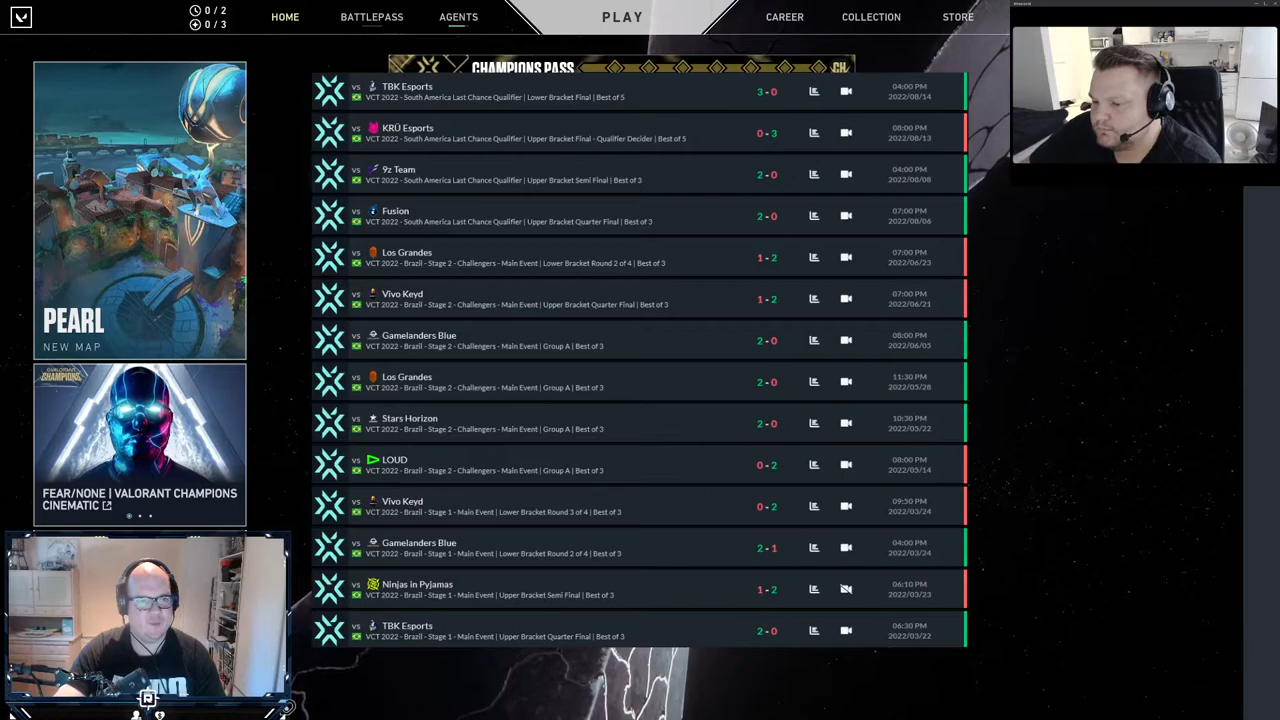 0 / 2
0 / 3
HOME
BATTLEPASS
AGENTS
PLAY
CAREER
COLLECTION
STORE
CHAMPIONS PASS
CH
PEARL
NEW MAP
VALORANT
CHAMPIONS
FEAR/NONE | VALORANT CHAMPIONS
CINEMATIC
vs TBK Esports 3 - 0 04:00 PM
VCT 2022 - South America Last Chance Qualifier | Lower Bracket Final | Best of 5 2022/08/14
vs KRÜ Esports 0 - 3 08:00 PM
VCT 2022 - South America Last Chance Qualifier | Upper Bracket Final - Qualifier Decider | Best of 5 2022/08/13
vs 9z Team 2 - 0 04:00 PM
VCT 2022 - South America Last Chance Qualifier | Upper Bracket Semi Final | Best of 3 2022/08/08
vs Fusion 2 - 0 07:00 PM
VCT 2022 - South America Last Chance Qualifier | Upper Bracket Quarter Final | Best of 3 2022/08/06
vs Los Grandes 1 - 2 07:00 PM
VCT 2022 - Brazil - Stage 2 - Challengers - Main Event | Lower Bracket Round 2 of 4 | Best of 3 2022/06/23
vs Vivo Keyd 1 - 2 07:00 PM
VCT 2022 - Brazil - Stage 2 - Challengers - Main Event | Upper Bracket Quarter Final | Best of 3 2022/06/21
vs Gamelanders Blue 2 - 0 08:00 PM
VCT 2022 - Brazil - Stage 2 - Challengers - Main Event | Group A | Best of 3 2022/06/05
vs Los Grandes 2 - 0 11:30 PM
VCT 2022 - Brazil - Stage 2 - Challengers - Main Event | Group A | Best of 3 2022/05/28
vs Stars Horizon 2 - 0 10:30 PM
VCT 2022 - Brazil - Stage 2 - Challengers - Main Event | Group A | Best of 3 2022/05/22
vs LOUD 0 - 2 08:00 PM
VCT 2022 - Brazil - Stage 2 - Challengers - Main Event | Group A | Best of 3 2022/05/14
vs Vivo Keyd 0 - 2 09:50 PM
VCT 2022 - Brazil - Stage 1 - Main Event | Lower Bracket Round 3 of 4 | Best of 3 2022/03/24
vs Gamelanders Blue 2 - 1 04:00 PM
VCT 2022 - Brazil - Stage 1 - Main Event | Lower Bracket Round 2 of 4 | Best of 3 2022/03/24
vs Ninjas in Pyjamas 1 - 2 06:10 PM
VCT 2022 - Brazil - Stage 1 - Main Event | Upper Bracket Semi Final | Best of 3 2022/03/23
vs TBK Esports 2 - 0 06:30 PM
VCT 2022 - Brazil - Stage 1 - Main Event | Upper Bracket Quarter Final | Best of 3 2022/03/22